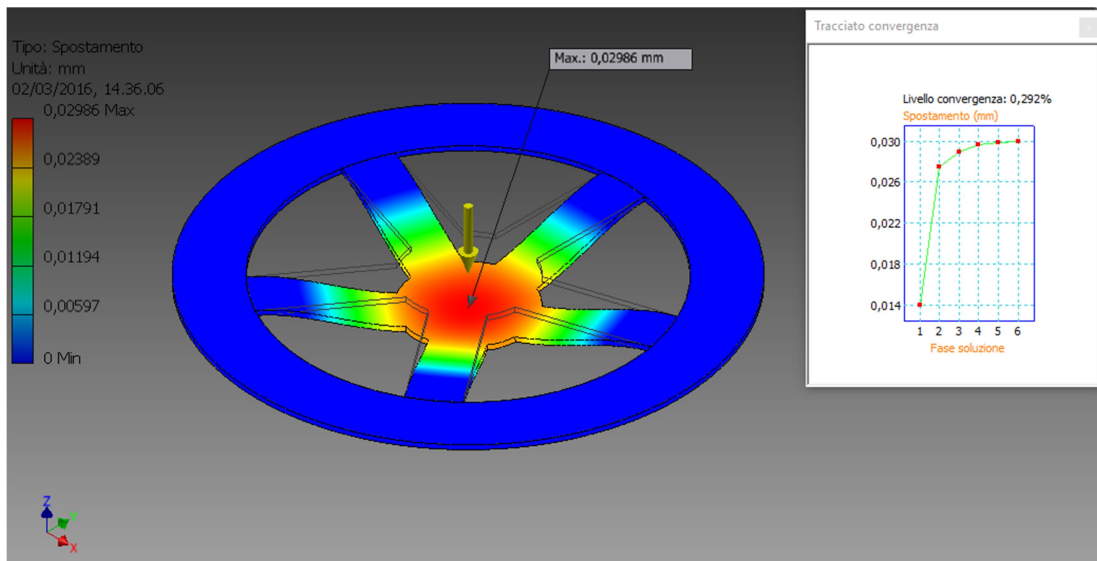 Tipo: Spostamento
Unità: mm
02/03/2016, 14.36.06
0,02986 Max
0,02389
0,01791
0,01194
0,00597
0 Min
Max.: 0,02986 mm
Z
Y
X
Tracciato convergenza
x
Livello convergenza: 0,292%
Spostamento (mm)
0,030
0,026
0,022
0,018
0,014
1 2 3 4 5 6
Fase soluzione